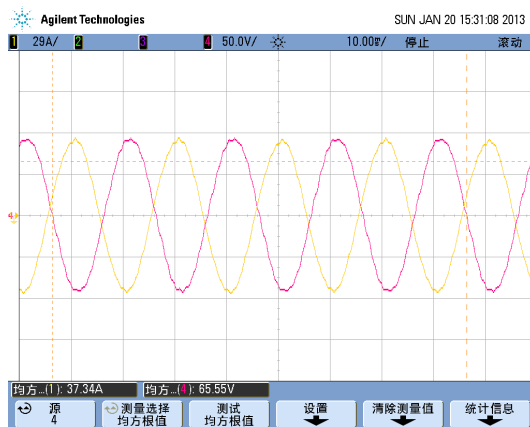 Agilent Technologies SUN JAN 20 15:31:08 2013
1 29A/ 2 3 4 50.0V/ 10.00㎳/ 停止 滚动
4
均方...(1): 37.34A 均方...(4): 65.55V
源 测量选择 测试 设置 清除测量值 统计信息
4 均方根值 均方根值